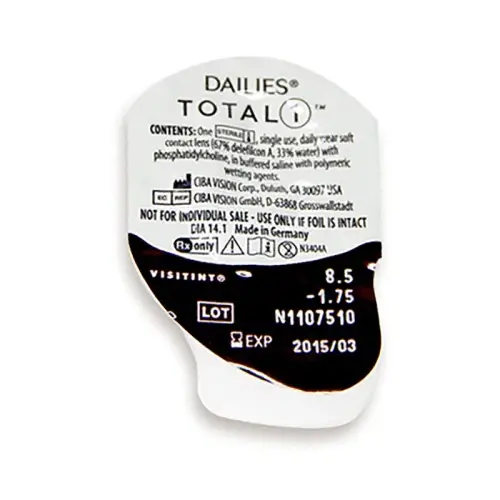 DAILIES®
TOTAL 1™
CONTENTS: One STERILE, single use, daily wear soft
contact lens (67% delefilcon A, 33% water) with
phosphatidylcholine, in buffered saline with polymeric
wetting agents.
CIBA VISION Corp., Duluth, GA 30097 USA
EC REP CIBA VISION GmbH, D-63868 Grosswallstadt
NOT FOR INDIVIDUAL SALE - USE ONLY IF FOIL IS INTACT
DIA 14.1 Made in Germany
Rx only N3404A
VISITINT® 8.5
-1.75
LOT N1107510
EXP 2015/03